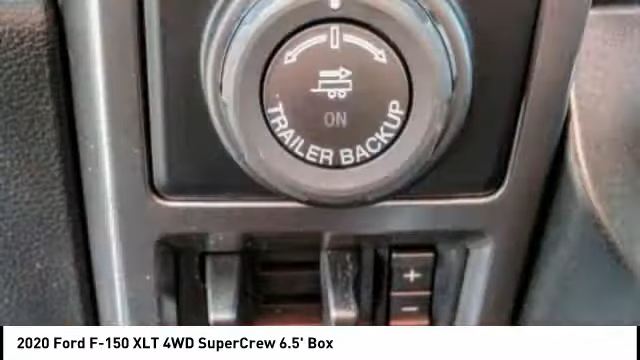 ON
TRAILER BACKUP
+
-
2020 Ford F-150 XLT 4WD SuperCrew 6.5' Box